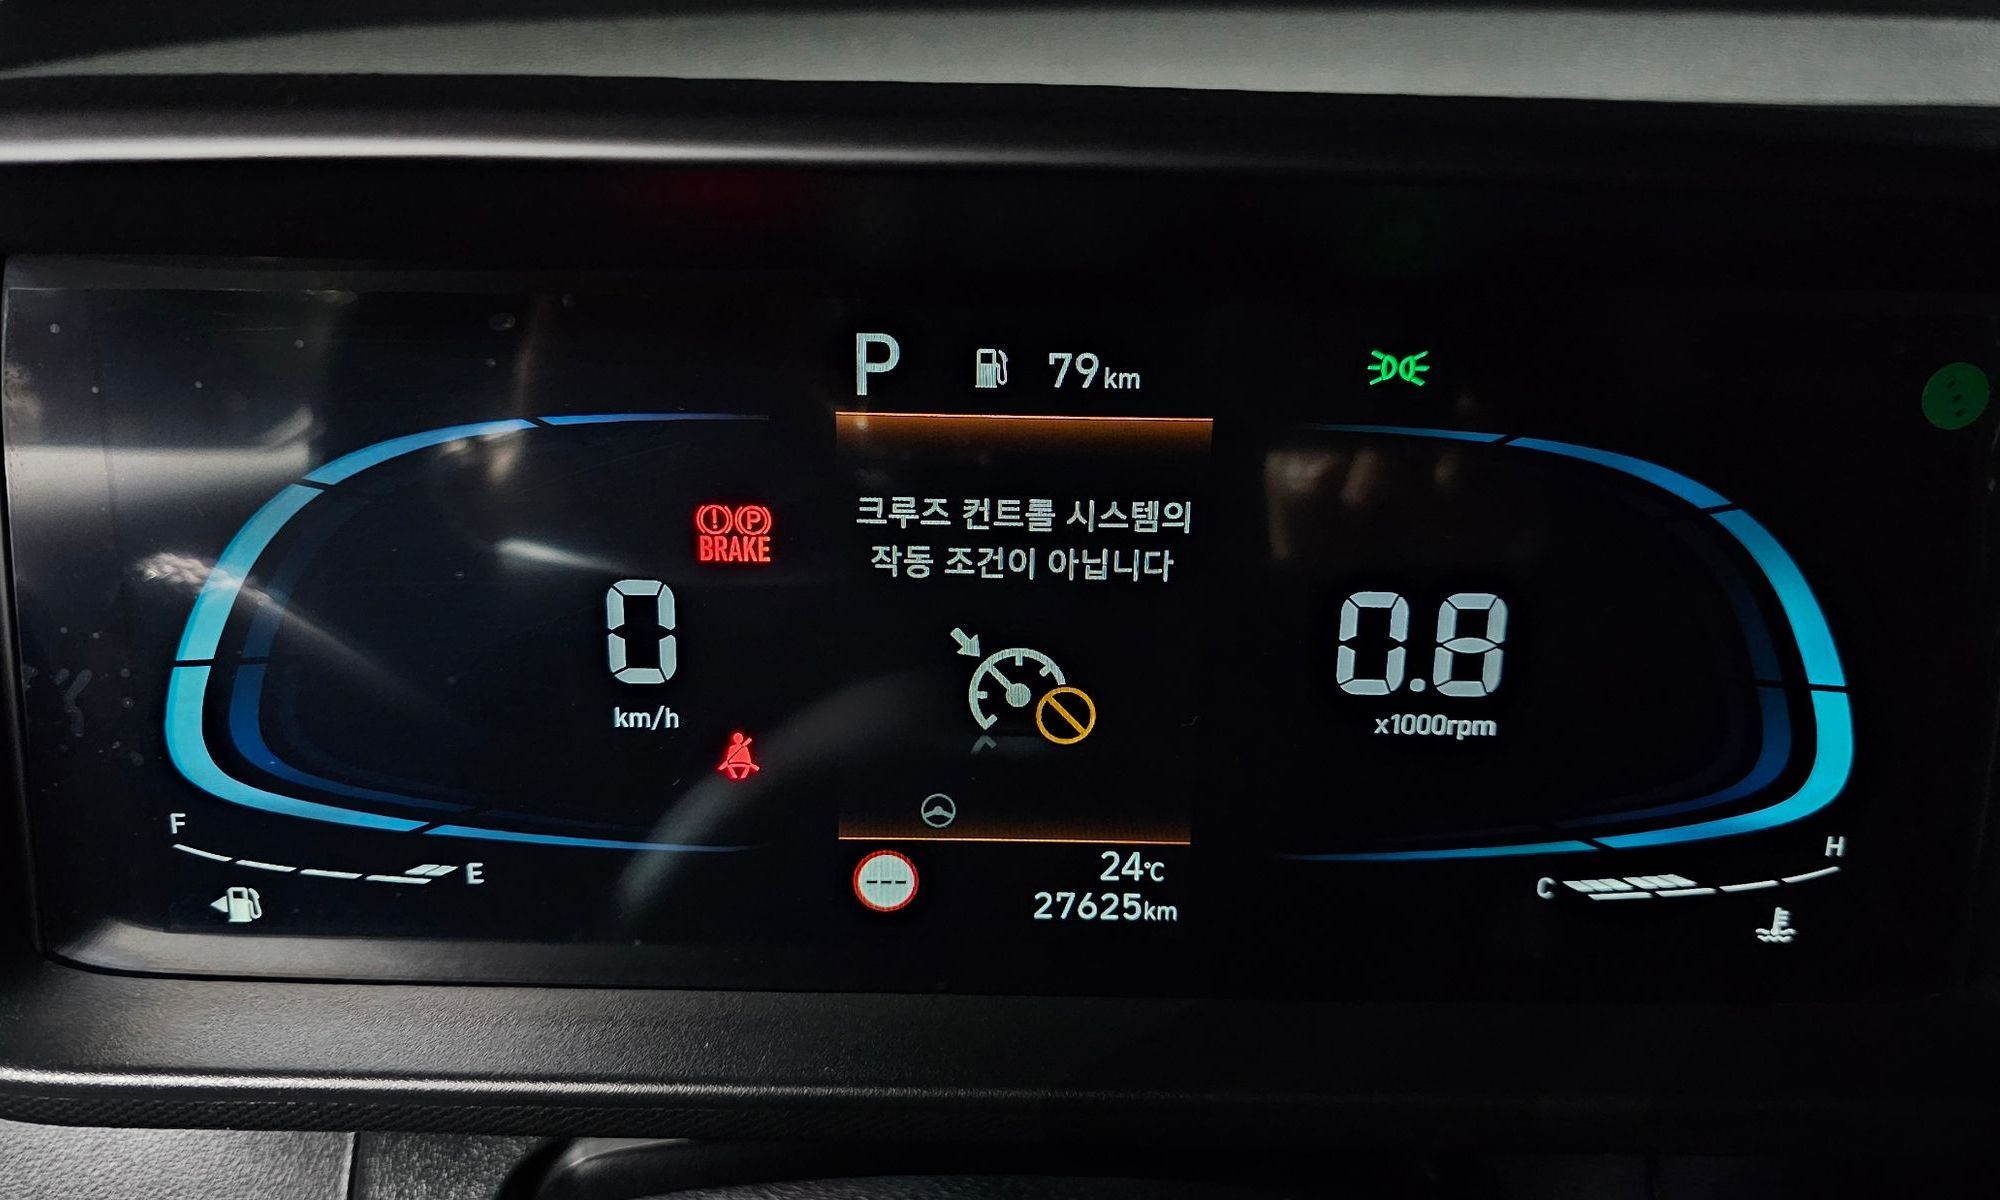 P 79km
크루즈 컨트롤 시스템의
작동 조건이 아닙니다
(!)(P)
BRAKE
0
km/h
0.8
x1000rpm
F E
C H
---
24℃
27625km